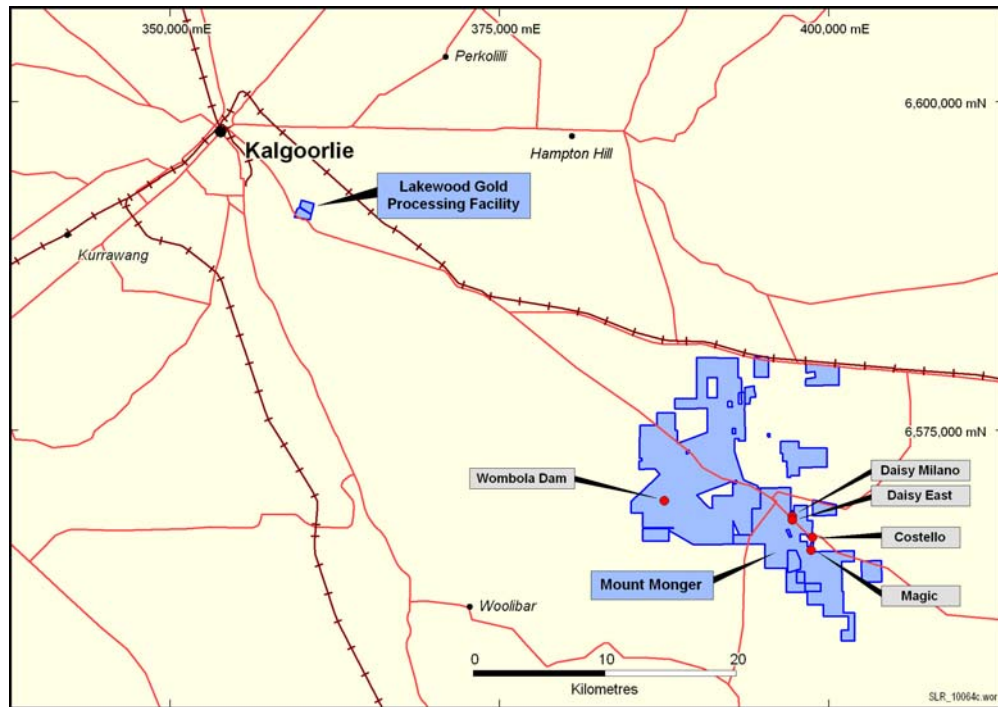 350,000 mE
375,000 mE
400,000 mE
Perkolilli
6,600,000 mN
Kalgoorlie
Hampton Hill
Lakewood Gold
Processing Facility
Kurrawang
6,575,000 mN
Daisy Milano
Wombola Dam
Daisy East
Costello
Mount Monger
Magic
Woolibar
0 10 20
Kilometres
SLR_10064c.wor